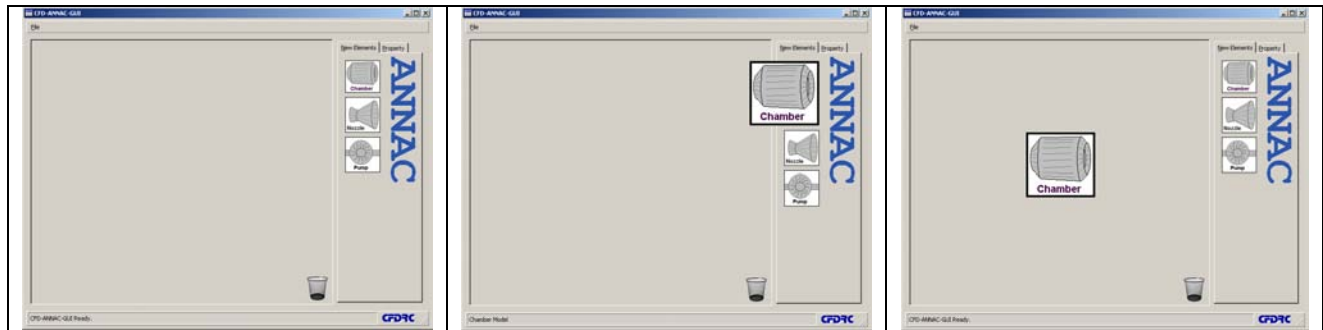 CFD-ANNAC-GUI
File
New Elements Property
Chamber
Nozzle
Pump
ANNAC
CFD-ANNAC-GUI Ready.
CFDRC
CFD-ANNAC-GUI
File
New Elements Property
Chamber
Nozzle
Pump
ANNAC
Chamber Model
CFDRC
CFD-ANNAC-GUI
File
New Elements Property
Chamber
Nozzle
Pump
ANNAC
Chamber
CFD-ANNAC-GUI Ready.
CFDRC